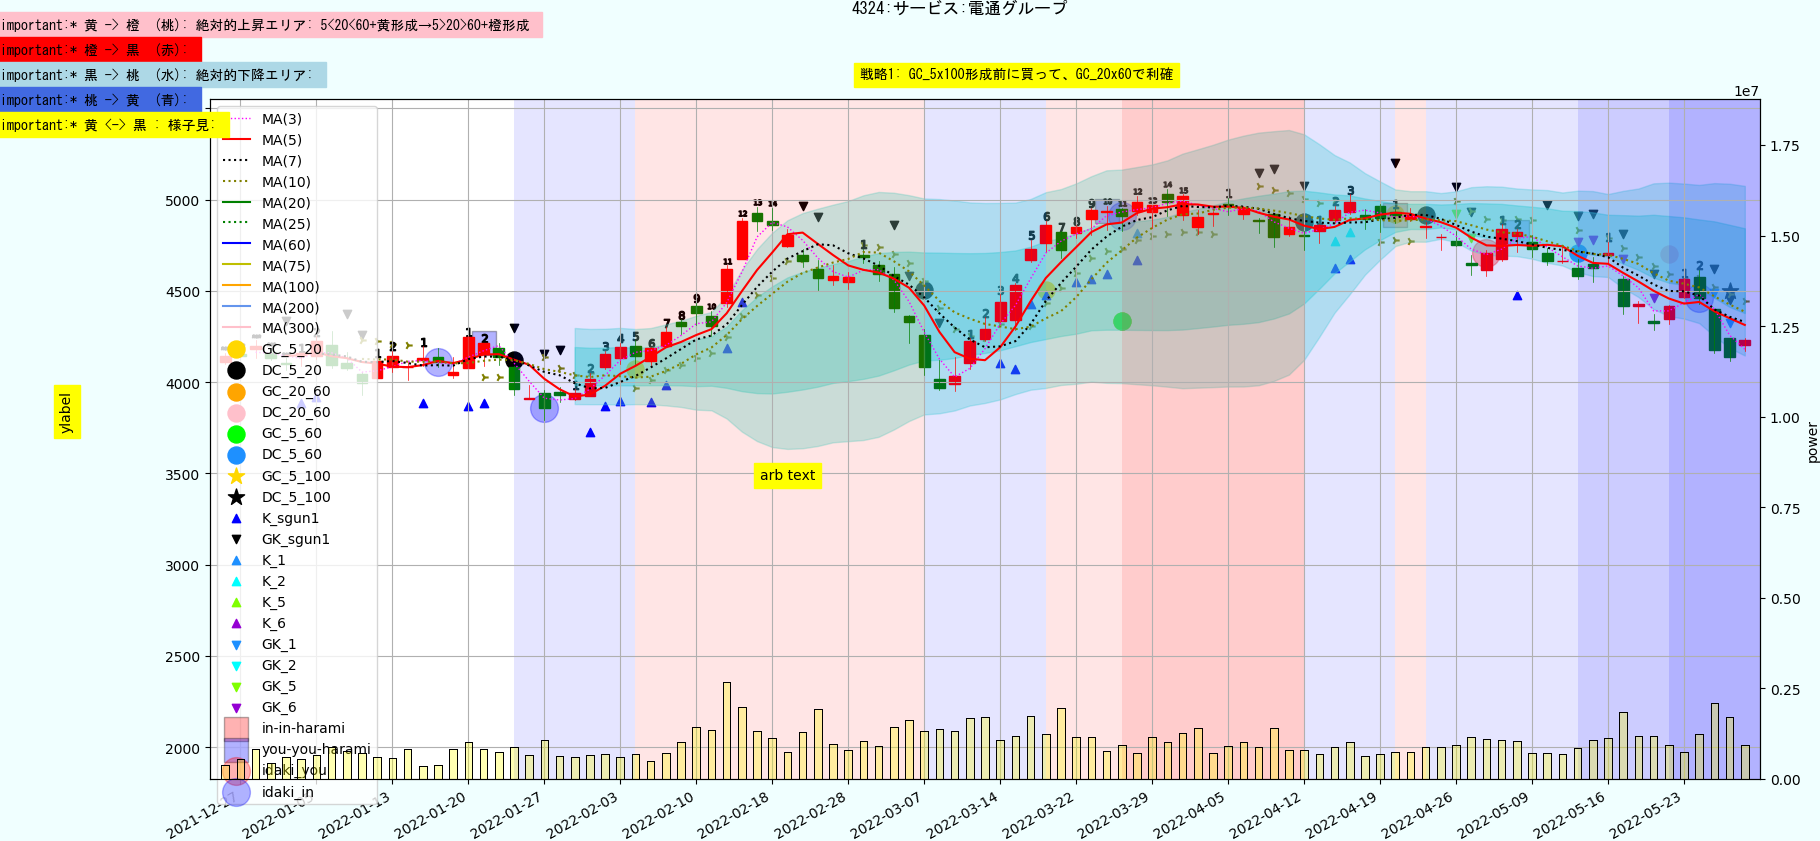 4324:サービス:電通グループ
important:* 黄 -> 橙 （桃）: 絶対的上昇エリア: 5<20<60+黄形成→5>20>60+橙形成
important:* 橙 -> 黒 （赤）:
important:* 黒 -> 桃 （水）: 絶対的下降エリア:
戦略1: GC_5x100形成前に買って、GC_20x60で利確
important:* 桃 -> 黄 （青）:
important:* 黄 <-> 黒 : 様子見:
1e7
MA(3)
MA(5)
MA(7)
MA(10)
MA(20)
MA(25)
MA(60)
MA(75)
MA(100)
MA(200)
MA(300)
GC_5_20
DC_5_20
GC_20_60
DC_20_60
GC_5_60
DC_5_60
GC_5_100
DC_5_100
K_sgun1
GK_sgun1
K_1
K_2
K_5
K_6
GK_1
GK_2
GK_5
GK_6
in-in-harami
you-you-harami
idaki_you
idaki_in
5000
4500
4000
3500
3000
2500
2000
ylabel
arb text
1.75
1.50
1.25
1.00
0.75
0.50
0.25
0.00
power
2022-01-13
2022-01-20
2022-01-27
2022-02-03
2022-02-10
2022-02-18
2022-02-28
2022-03-07
2022-03-14
2022-03-22
2022-03-29
2022-04-05
2022-04-12
2022-04-19
2022-04-26
2022-05-09
2022-05-16
2022-05-23